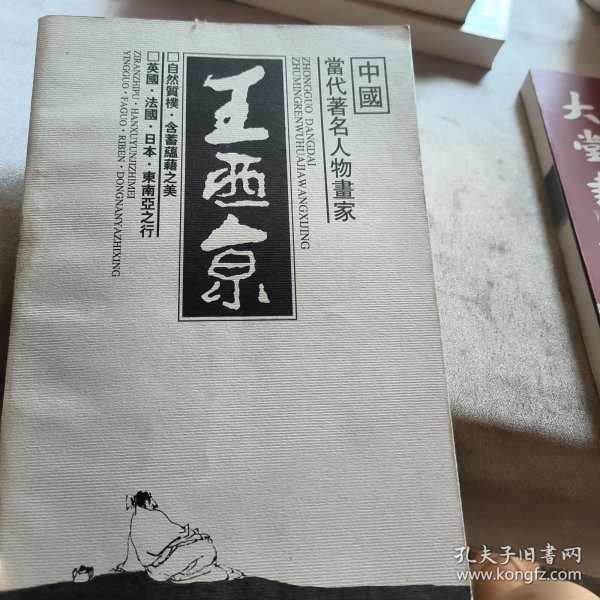 中國
當代著名人物畫家
ZHONGGUO DANGDAI
ZHUMINGRENWUHUAJIAWANGXIJING
王西京
□自然質樸·含蓄蘊藉之美
ZIRANZHIPU·HANXUYUNJIZHIMEI
□英國·法國·日本·東南亞之行
YINGGUO·FAGUO·RIBEN·DONGNANYAZHIXING
大堂
孔夫子旧书网
www.kongfz.com